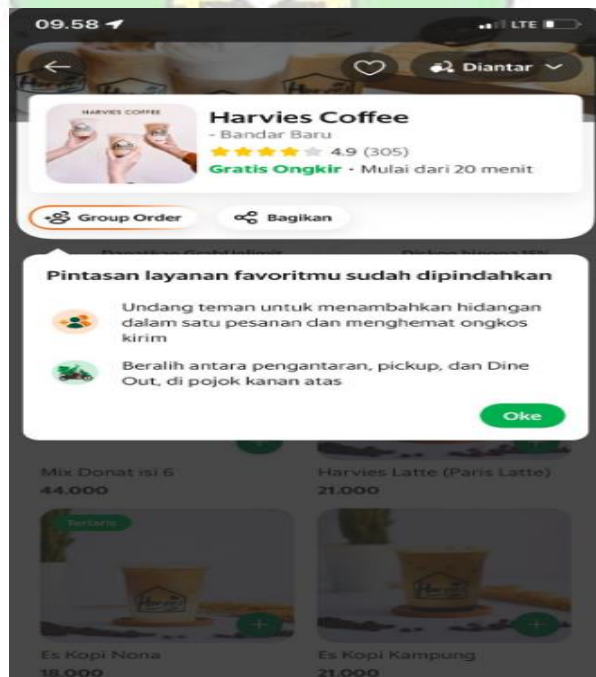 09.58
LTE
Diantar
HARVIES COFFEE
Harvies Coffee
- Bandar Baru
4.9 (305)
Gratis Ongkir • Mulai dari 20 menit
Group Order
Bagikan
Pintasan layanan favoritmu sudah dipindahkan
Undang teman untuk menambahkan hidangan
dalam satu pesanan dan menghemat ongkos
kirim
Beralih antara pengantaran, pickup, dan Dine
Out, di pojok kanan atas
Oke
Mix Donat isi 6
44.000
Harvies Latte (Paris Latte)
21.000
Terlaris
Es Kopi Nona
18.000
Es Kopi Kampung
21.000